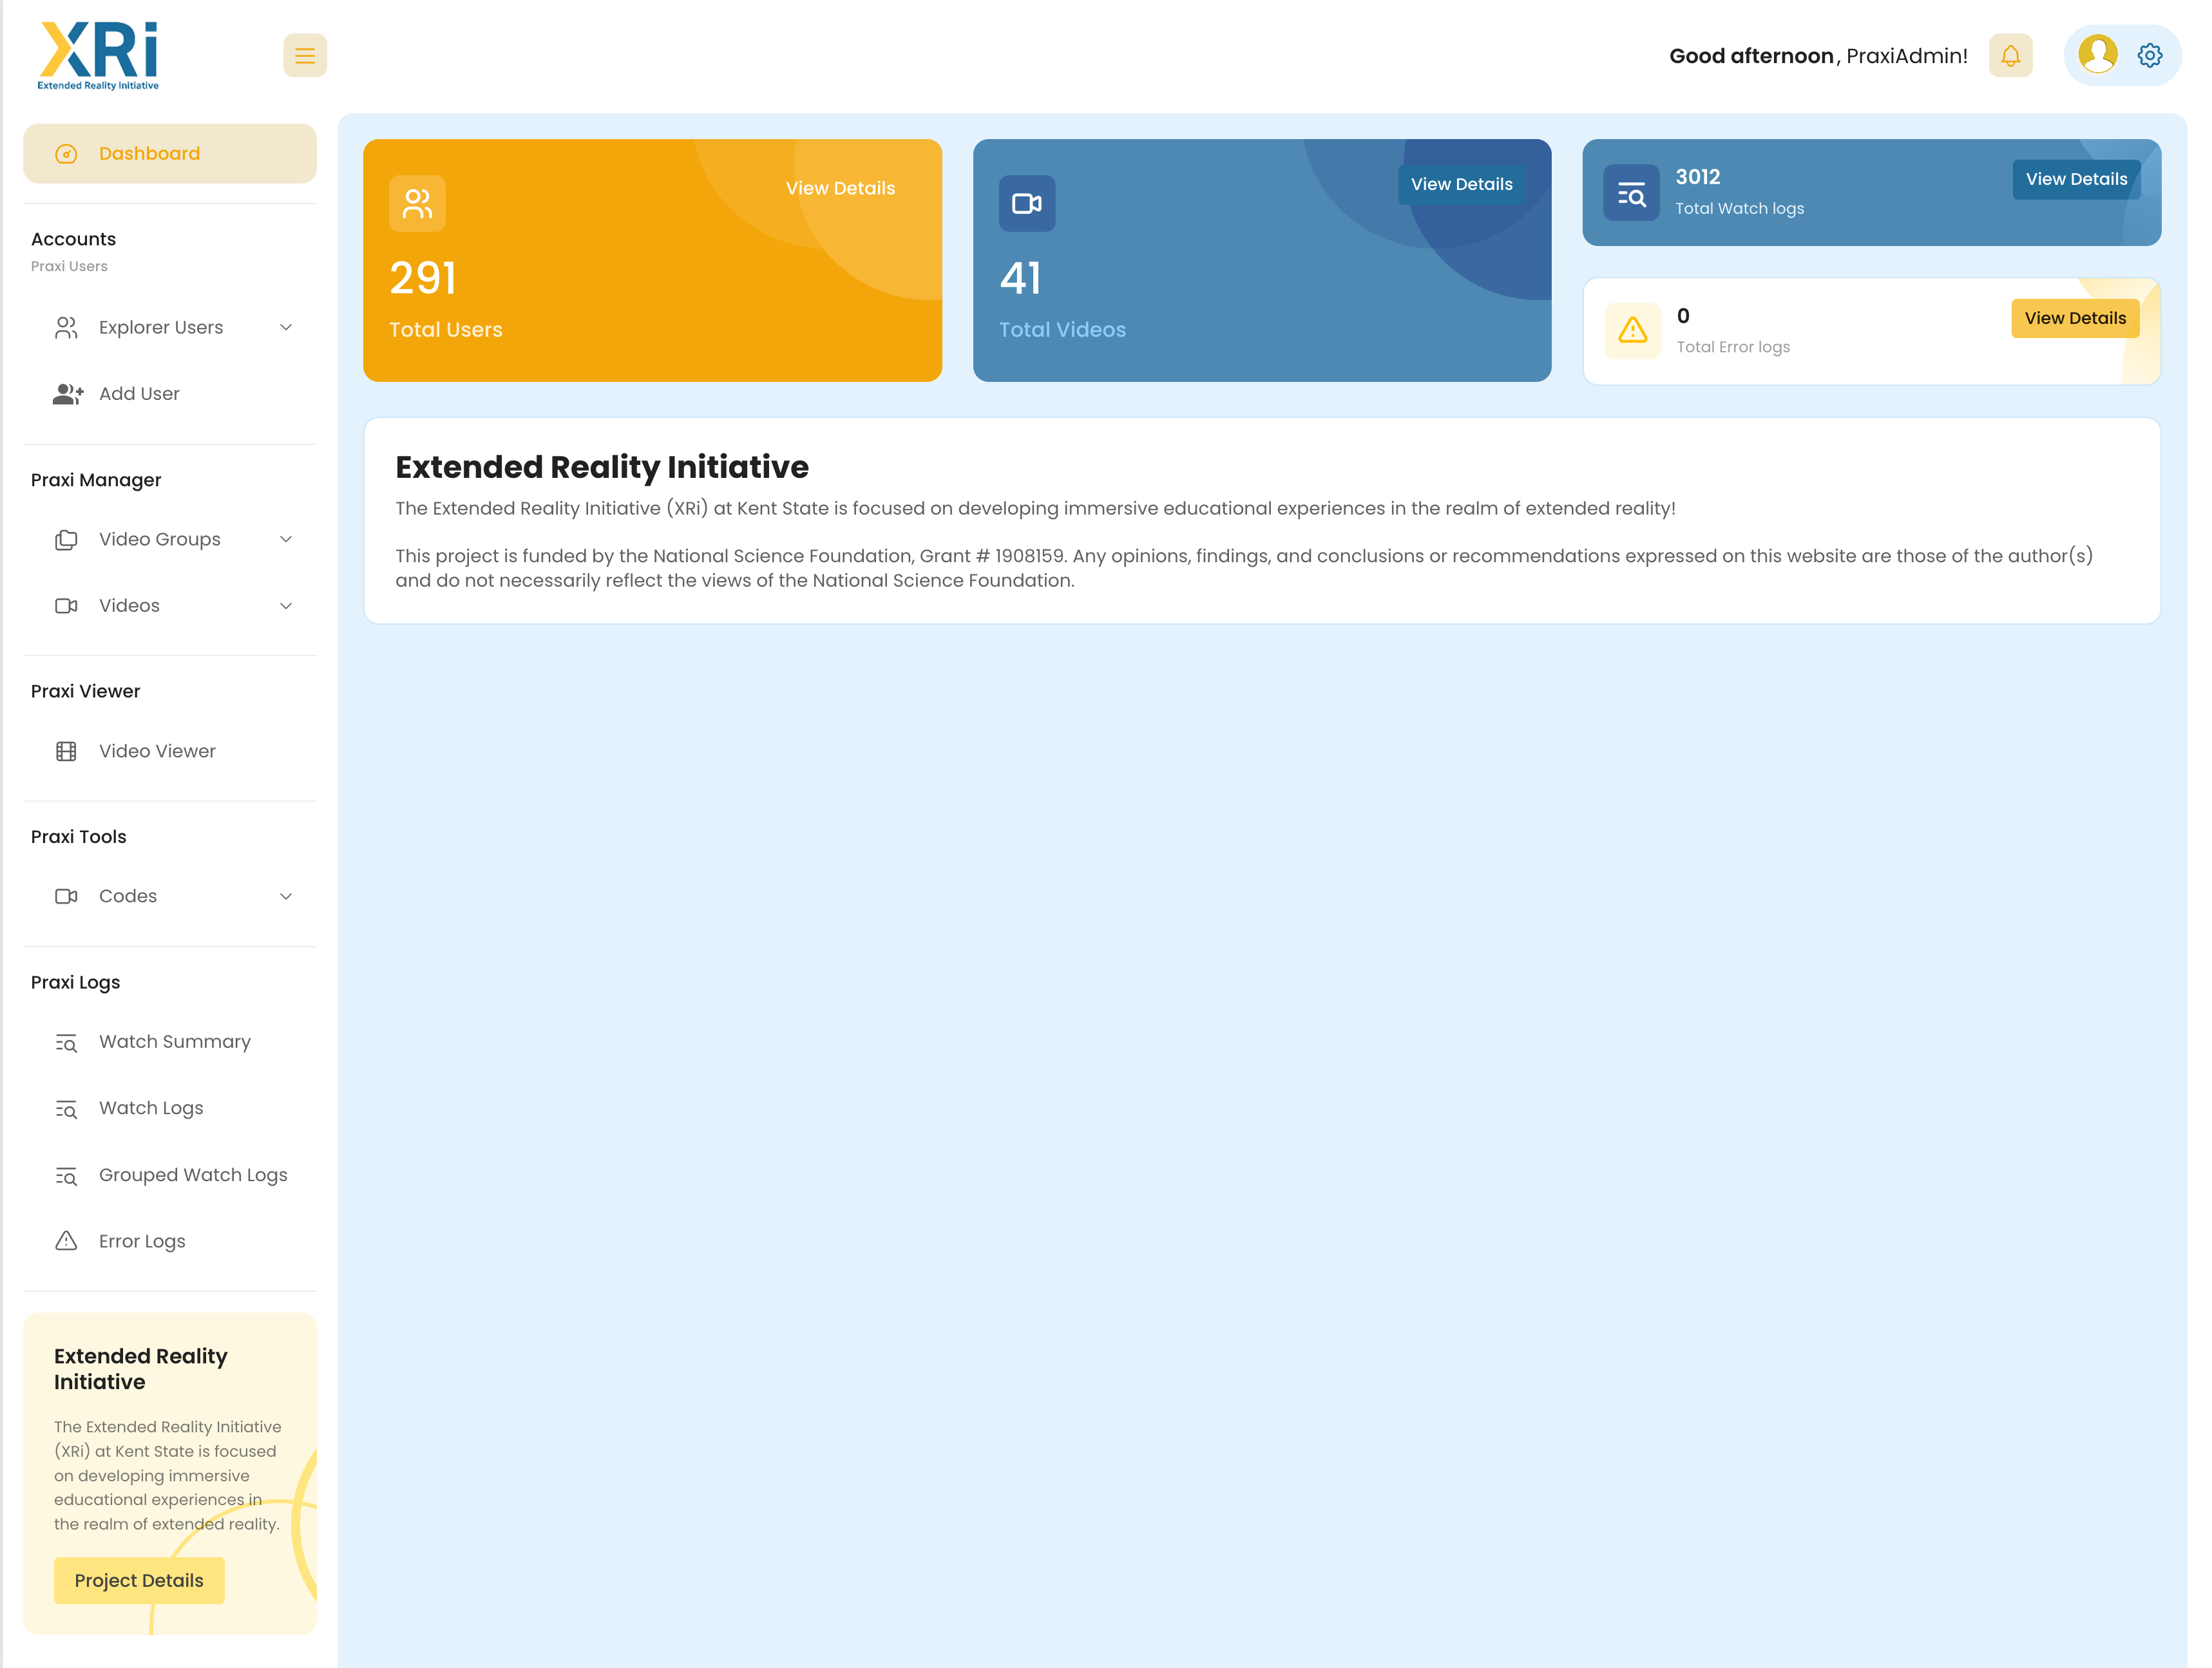 XRi
Extended Reality Initiative
Good afternoon, PraxiAdmin!
Dashboard
Accounts
Praxi Users
Explorer Users
Add User
Praxi Manager
Video Groups
Videos
Praxi Viewer
Video Viewer
Praxi Tools
Codes
Praxi Logs
Watch Summary
Watch Logs
Grouped Watch Logs
Error Logs
Extended Reality
Initiative
The Extended Reality Initiative
(XRi) at Kent State is focused
on developing immersive
educational experiences in
the realm of extended reality.
Project Details
View Details
291
Total Users
View Details
41
Total Videos
3012
Total Watch logs
View Details
0
Total Error logs
View Details
Extended Reality Initiative
The Extended Reality Initiative (XRi) at Kent State is focused on developing immersive educational experiences in the realm of extended reality!
This project is funded by the National Science Foundation, Grant # 1908159. Any opinions, findings, and conclusions or recommendations expressed on this website are those of the author(s)
and do not necessarily reflect the views of the National Science Foundation.